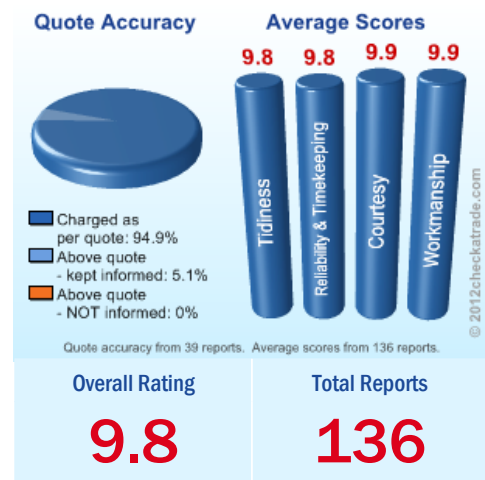 Quote Accuracy
Average Scores
9.8
9.8
9.9
9.9
Tidiness
Reliability & Timekeeping
Courtesy
Workmanship
Charged as
per quote: 94.9%
Above quote
- kept informed: 5.1%
Above quote
- NOT informed: 0%
© 2012checkatrade.com
Quote accuracy from 39 reports. Average scores from 136 reports.
Overall Rating
Total Reports
9.8
136